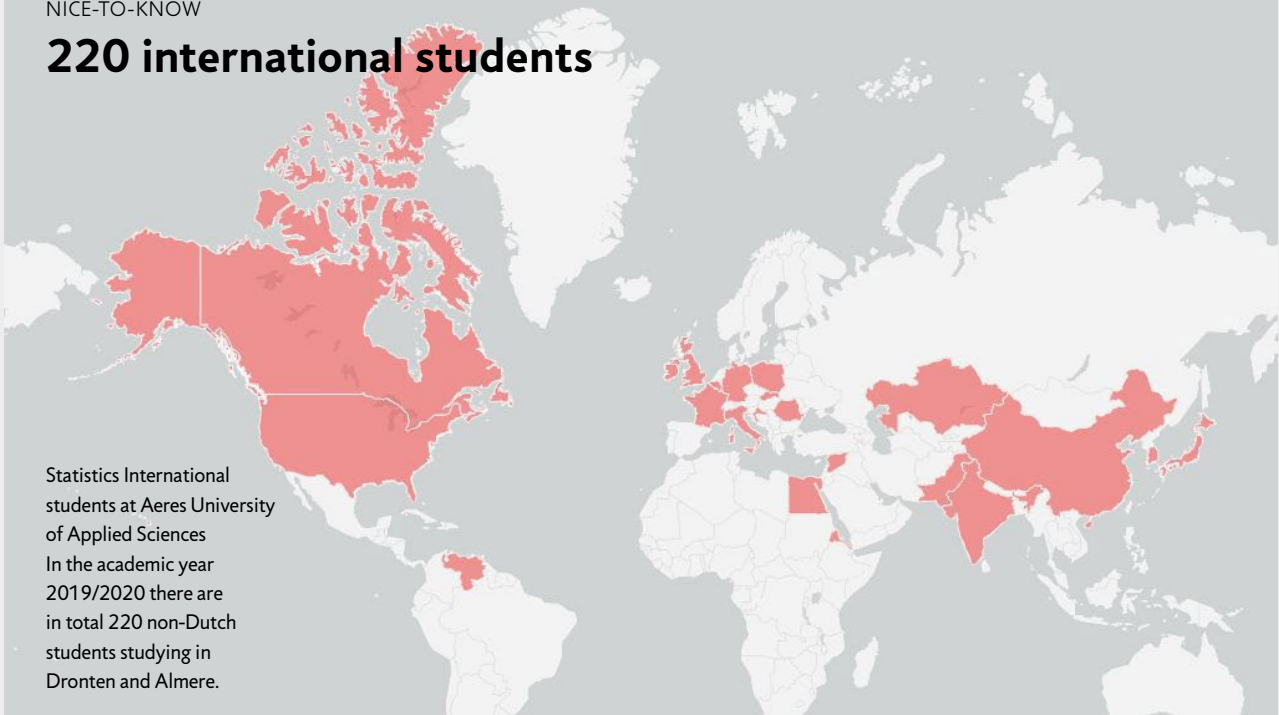 NICE-TO-KNOW
220 international students
Statistics International
students at Aeres University
of Applied Sciences
In the academic year
2019/2020 there are
in total 220 non-Dutch
students studying in
Dronten and Almere.